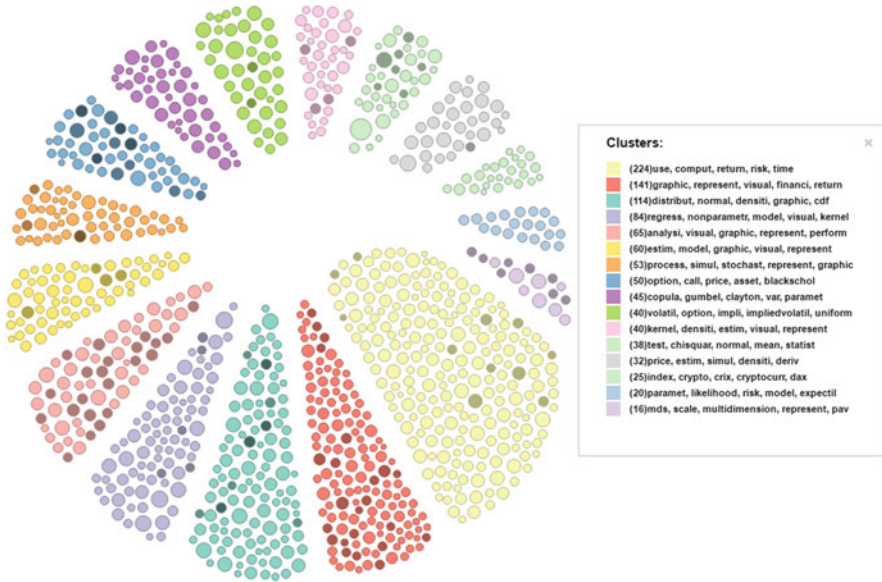 Clusters:
×
(224)use, comput, return, risk, time
(141)graphic, represent, visual, financi, return
(114)distribut, normal, densiti, graphic, cdf
(84)regress, nonparametr, model, visual, kernel
(65)analysi, visual, graphic, represent, perform
(60)estim, model, graphic, visual, represent
(53)process, simul, stochast, represent, graphic
(50)option, call, price, asset, blackschol
(45)copula, gumbel, clayton, var, paramet
(40)volatil, option, impli, impliedvolatil, uniform
(40)kernel, densiti, estim, visual, represent
(38)test, chisquar, normal, mean, statist
(32)price, estim, simul, densiti, deriv
(25)index, crypto, crix, cryptocurr, dax
(20)paramet, likelihood, risk, model, expectil
(16)mds, scale, multidimension, represent, pav